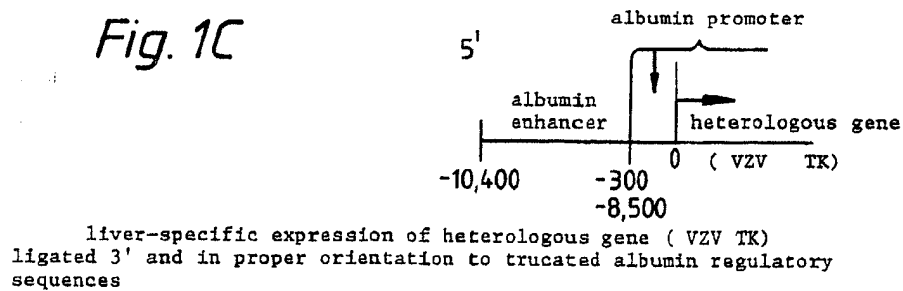 Fig. 1C
5'
albumin promoter
albumin
enhancer
heterologous gene
0 ( VZV TK)
-10,400
-300
-8,500
liver-specific expression of heterologous gene ( VZV TK)
ligated 3' and in proper orientation to trucated albumin regulatory
sequences